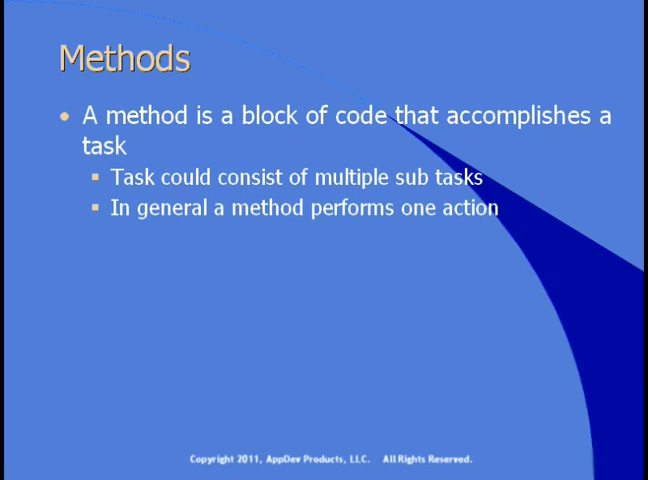 Methods
• A method is a block of code that accomplishes a
task
▪ Task could consist of multiple sub tasks
▪ In general a method performs one action
Copyright 2011, AppDev Products, LLC. All Rights Reserved.